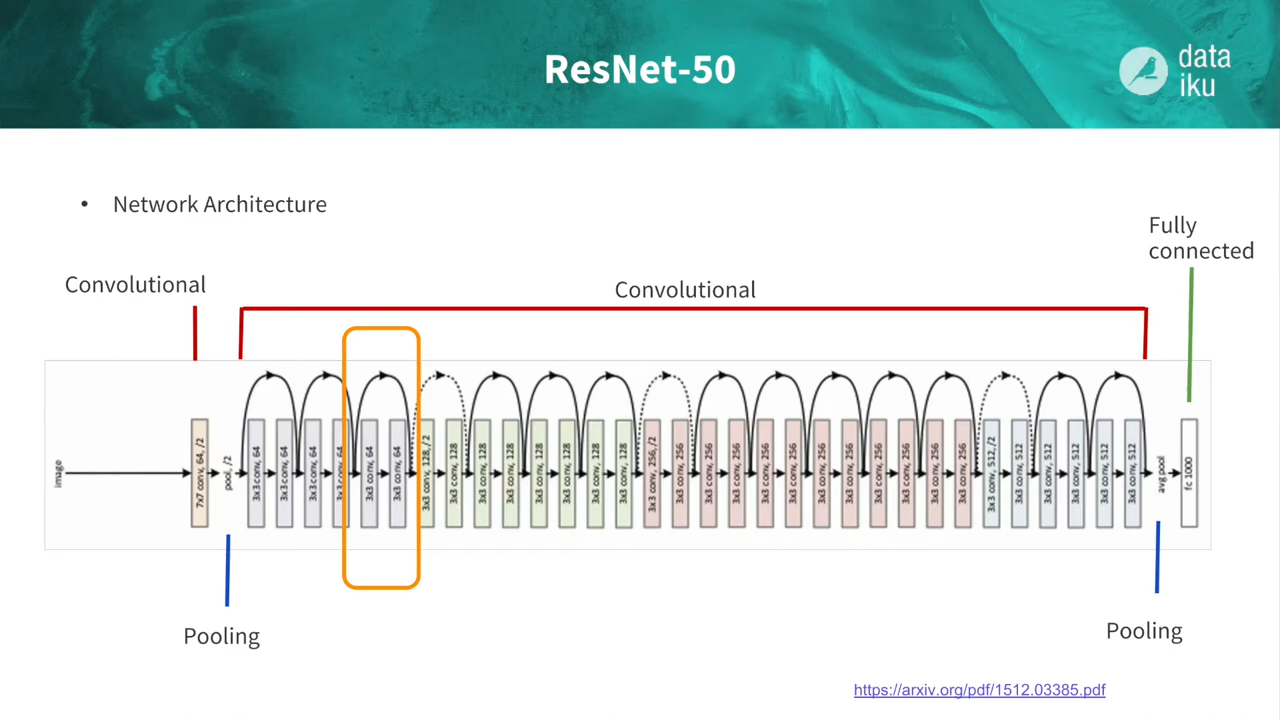 ResNet-50
data
iku
• Network Architecture
Fully
connected
Convolutional
Convolutional
image
7x7 conv, 64, /2
pool, /2
3x3 conv, 64
3x3 conv, 64
3x3 conv, 64
3x3 conv, 64
3x3 conv, 64
3x3 conv, 64
3x3 conv, 128, /2
3x3 conv, 128
3x3 conv, 128
3x3 conv, 128
3x3 conv, 128
3x3 conv, 128
3x3 conv, 128
3x3 conv, 128
3x3 conv, 256, /2
3x3 conv, 256
3x3 conv, 256
3x3 conv, 256
3x3 conv, 256
3x3 conv, 256
3x3 conv, 256
3x3 conv, 256
3x3 conv, 256
3x3 conv, 256
3x3 conv, 256
3x3 conv, 256
3x3 conv, 512, /2
3x3 conv, 512
3x3 conv, 512
3x3 conv, 512
3x3 conv, 512
3x3 conv, 512
avg pool
fc 1000
Pooling
Pooling
https://arxiv.org/pdf/1512.03385.pdf